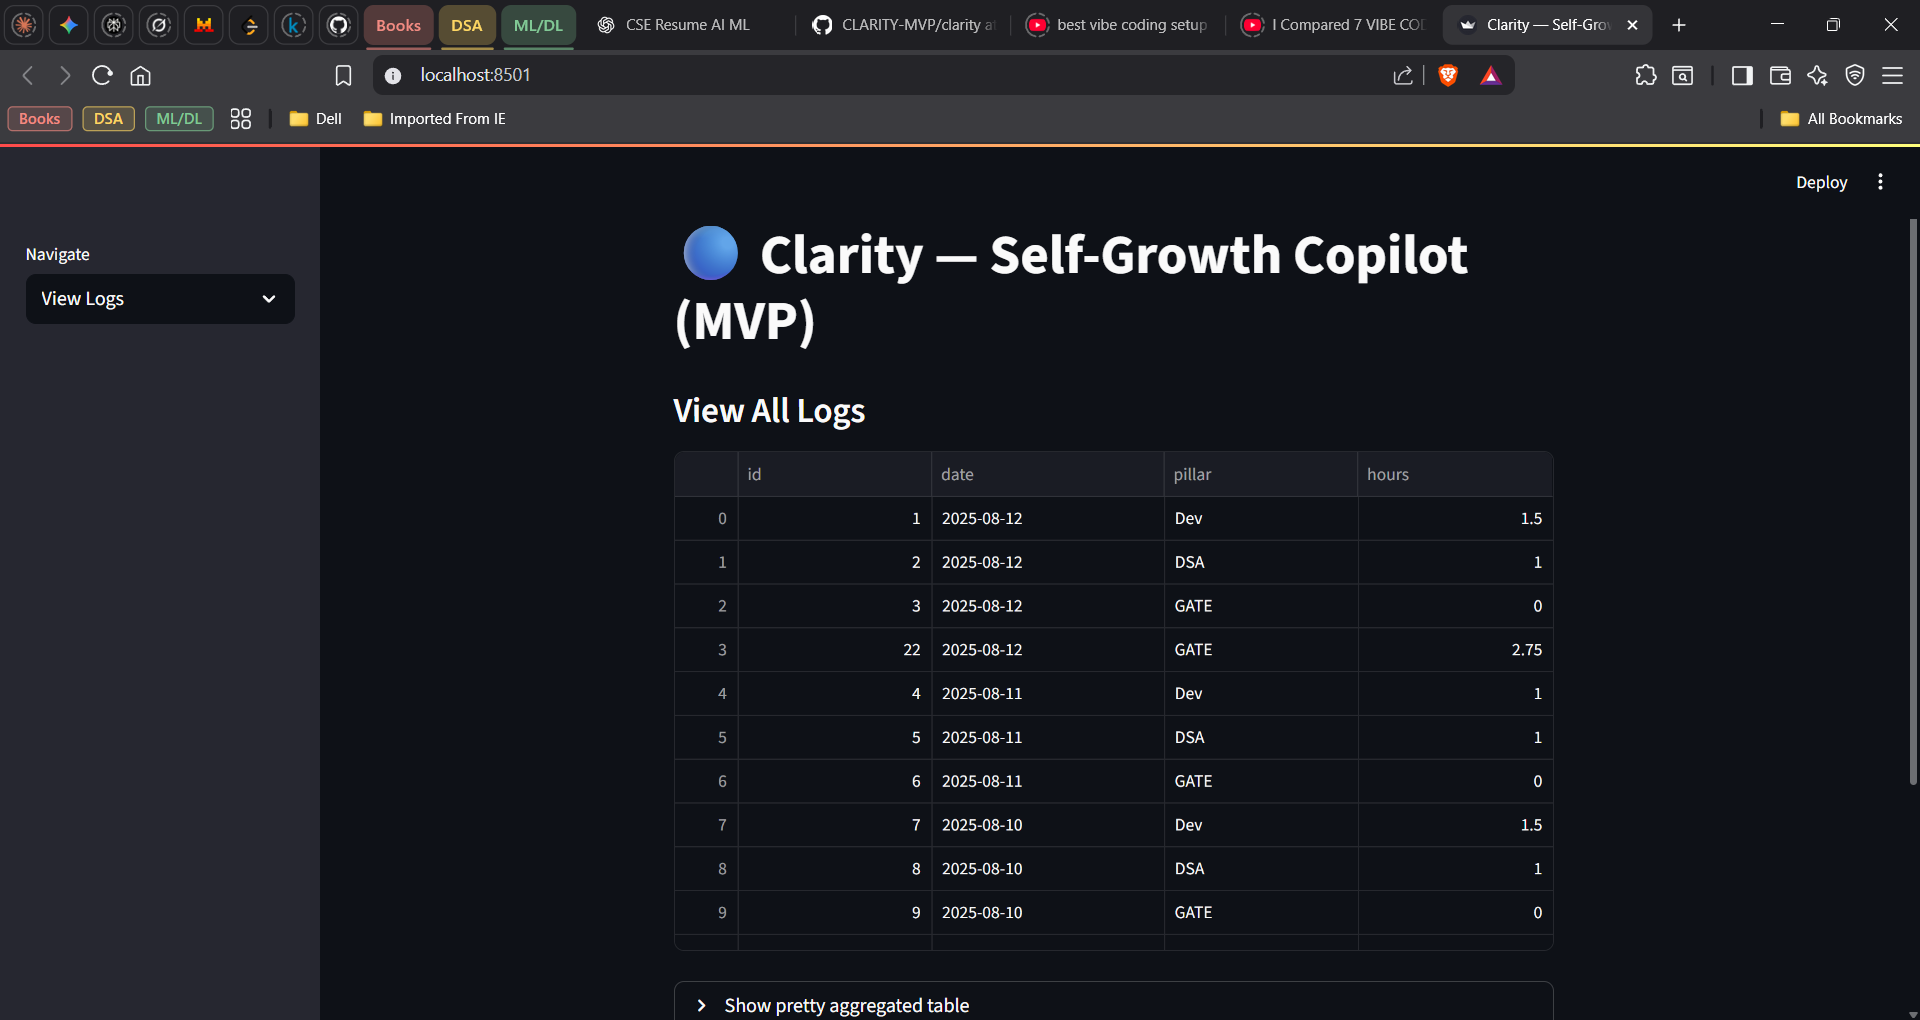 Books
DSA
ML/DL
CSE Resume AI ML
CLARITY-MVP/clarity a
best vibe coding setup
I Compared 7 VIBE COD
Clarity — Self-Grow
localhost:8501
Books
DSA
ML/DL
Dell
Imported From IE
All Bookmarks
Deploy
Navigate
View Logs
Clarity — Self-Growth Copilot
(MVP)
View All Logs
id date pillar hours
0 1 2025-08-12 Dev 1.5
1 2 2025-08-12 DSA 1
2 3 2025-08-12 GATE 0
3 22 2025-08-12 GATE 2.75
4 4 2025-08-11 Dev 1
5 5 2025-08-11 DSA 1
6 6 2025-08-11 GATE 0
7 7 2025-08-10 Dev 1.5
8 8 2025-08-10 DSA 1
9 9 2025-08-10 GATE 0
Show pretty aggregated table